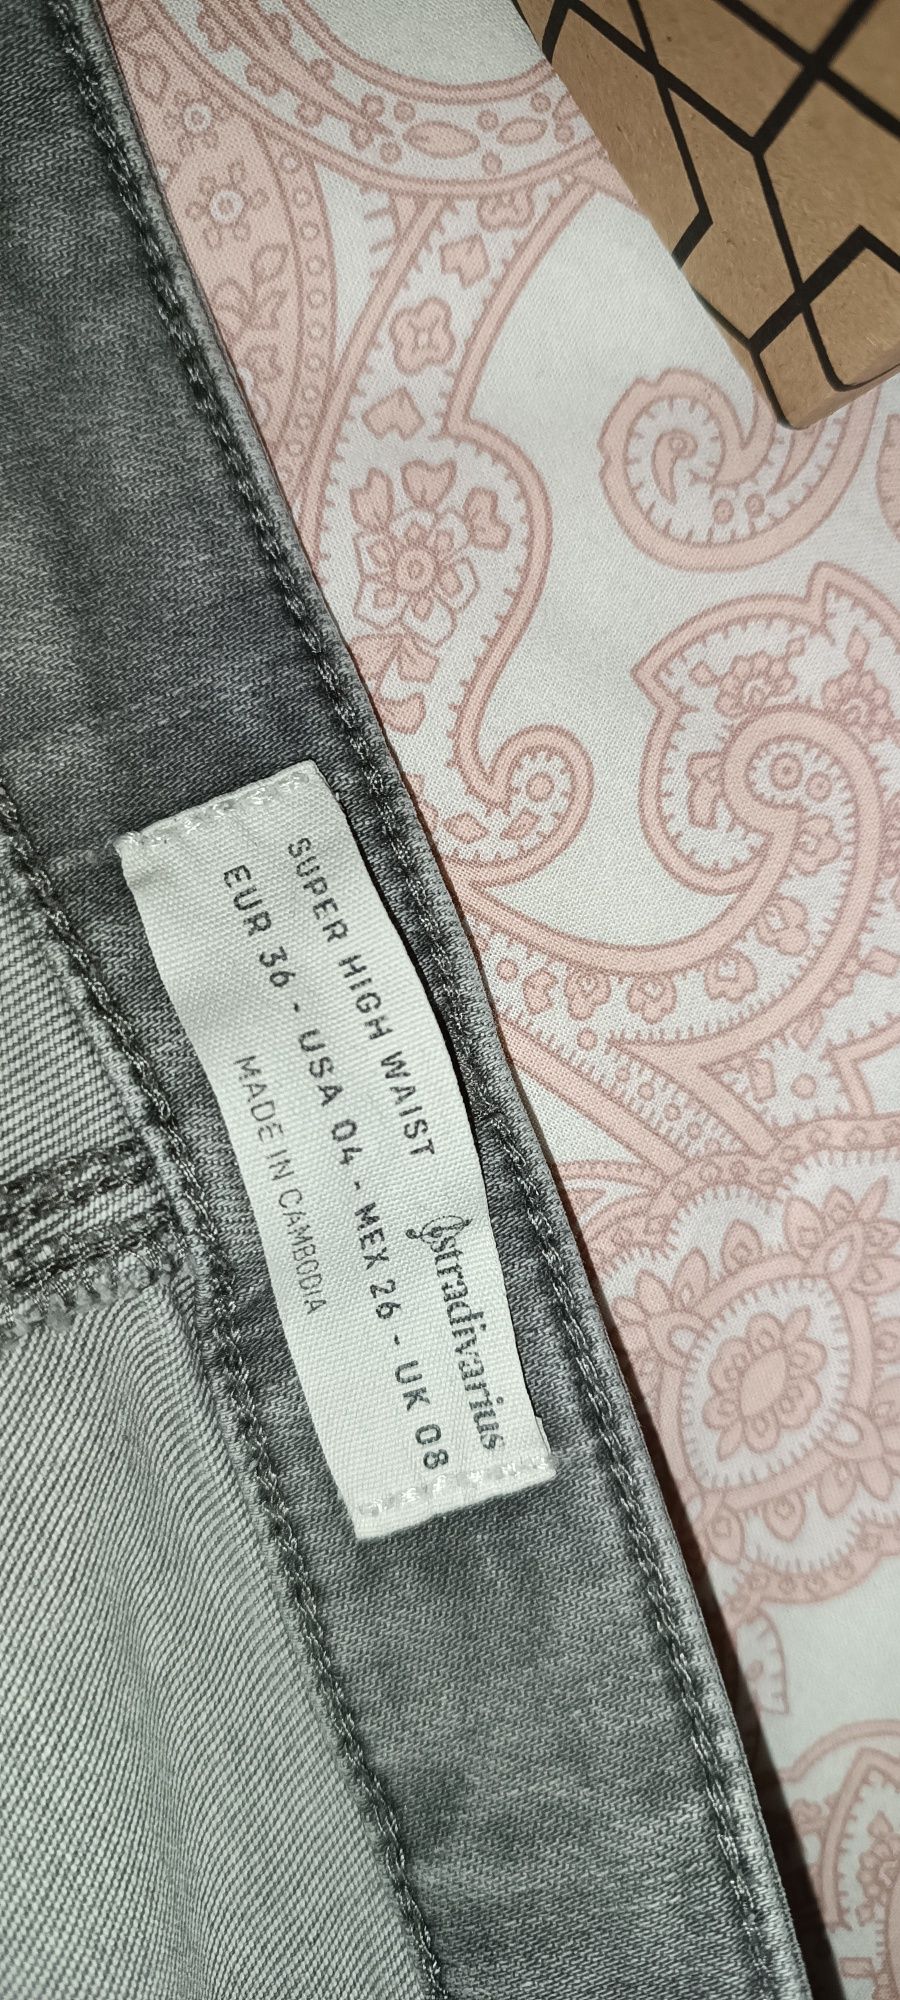 Stradivarius
SUPER HIGH WAIST
EUR 36 - USA 04 - MEX 26 - UK 08
MADE IN CAMBODIA